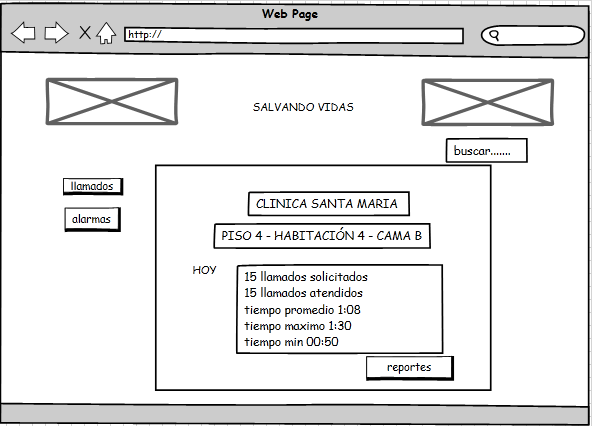 Web Page
http://
SALVANDO VIDAS
buscar.......
llamados
alarmas
CLINICA SANTA MARIA
PISO 4 - HABITACIÓN 4 - CAMA B
HOY
15 llamados solicitados
15 llamados atendidos
tiempo promedio 1:08
tiempo maximo 1:30
tiempo min 00:50
reportes